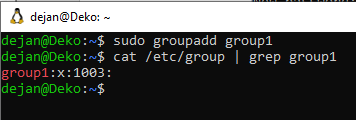 dejan@Deko: ~
dejan@Deko:~$ sudo groupadd group1
dejan@Deko:~$ cat /etc/group | grep group1
group1:x:1003:
dejan@Deko:~$